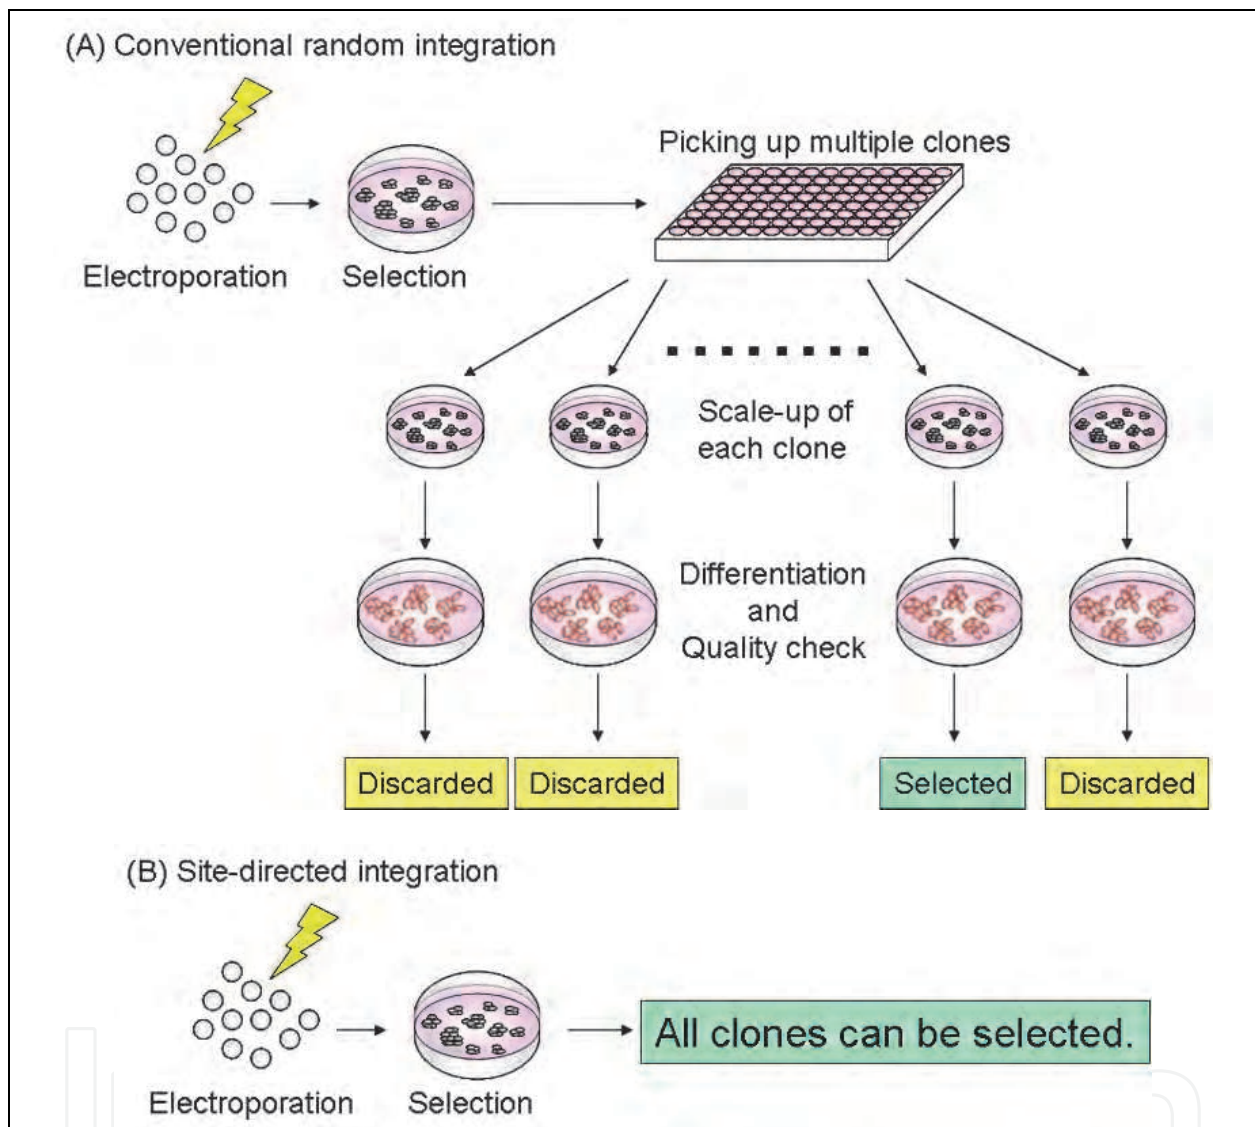 (A) Conventional random integration
Picking up multiple clones
Electroporation
Selection
Scale-up of
each clone
Differentiation
and
Quality check
Discarded
Discarded
Selected
Discarded
(B) Site-directed integration
All clones can be selected.
Electroporation
Selection